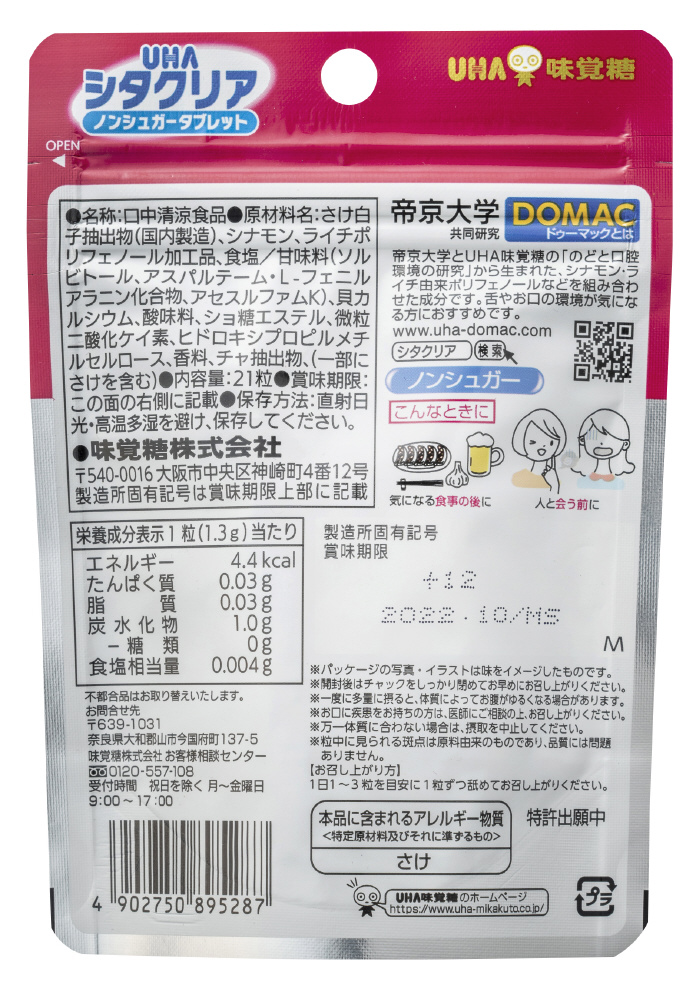 UHA
シタクリア
ノンシュガータブレット
UHA味覚糖
OPEN
●名称:口中清涼食品●原材料名:さけ白
子抽出物(国内製造)、シナモン、ライチポ
リフェノール加工品、食塩/甘味料(ソル
ビトール、アスパルテーム・L-フェニル
アラニン化合物、アセスルファムK)、貝カ
ルシウム、酸味料、ショ糖エステル、微粒
二酸化ケイ素、ヒドロキシプロピルメチ
ルセルロース、香料、チャ抽出物、(一部に
さけを含む)●内容量:21粒●賞味期限:
この面の右側に記載●保存方法:直射日
光・高温多湿を避け、保存してください。
●味覚糖株式会社
〒540-0016 大阪市中央区神崎町4番12号
製造所固有記号は賞味期限上部に記載
帝京大学
共同研究
DOMAC
ドゥーマックとは
帝京大学とUHA味覚糖の「のどと口腔
環境の研究」から生まれた、シナモン・ラ
イチ由来ポリフェノールなどを組み合わ
せた成分です。舌やお口の環境が気にな
る方におすすめです。
www.uha-domac.com
シタクリア 検索
ノンシュガー
こんなときに
気になる食事の後に
人と会う前に
栄養成分表示1粒(1.3g)当たり
エネルギー 4.4kcal
たんぱく質 0.03g
脂質 0.03g
炭水化物 1.0g
-糖類 0g
食塩相当量 0.004g
製造所固有記号
賞味期限
+12
2022.10/MS
M
不都合品はお取り替えいたします。
お問合せ先
〒639-1031
奈良県大和郡山市今国府町137-5
味覚糖株式会社 お客様相談センター
0120-557-108
受付時間 祝日を除く 月〜金曜日
9:00〜17:00
※パッケージの写真・イラストは味をイメージしたものです。
※開封後はチャックをしっかり閉めてお早めにお召し上がりください。
※一度に多量に摂ると、体質によってお腹がゆるくなる場合があります。
※お口に疾患をお持ちの方は、医師にご相談の上、お召し上がりください。
※万一体質に合わない場合は、摂取を中止してください。
※粒中に見られる斑点は原料由来のものであり、品質には問題
ありません。
【お召し上がり方】
1日1〜3粒を目安に1粒ずつ舐めてお召し上がりください。
本品に含まれるアレルギー物質
<特定原材料及びそれに準ずるもの>
さけ
特許出願中
4 902750 895287
UHA味覚糖のホームページ
https://www.uha-mikakuto.co.jp/
プラ